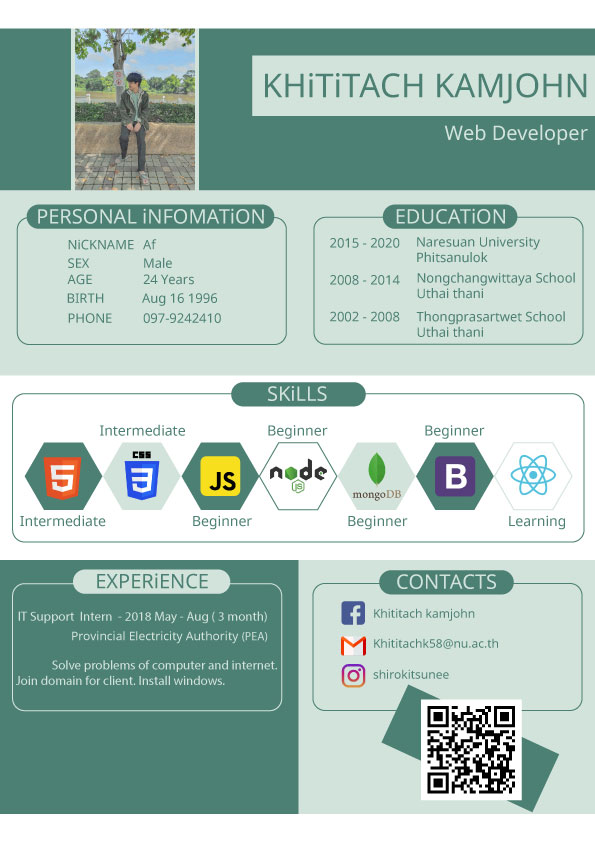 KHiTiTACH KAMJOHN
Web Developer
PERSONAL iNFOMATiON
NiCKNAME Af
SEX Male
AGE 24 Years
BIRTH Aug 16 1996
PHONE 097-9242410
EDUCATiON
2015 - 2020 Naresuan University
Phitsanulok
2008 - 2014 Nongchangwittaya School
Uthai thani
2002 - 2008 Thongprasartwet School
Uthai thani
SKiLLS
Intermediate Beginner Beginner
5 CSS 3 JS node JS mongoDB B
Intermediate Beginner Beginner Learning
EXPERiENCE
IT Support Intern - 2018 May - Aug ( 3 month)
Provincial Electricity Authority (PEA)
Solve problems of computer and internet.
Join domain for client. Install windows.
CONTACTS
Khititach kamjohn
Khititachk58@nu.ac.th
shirokitsunee